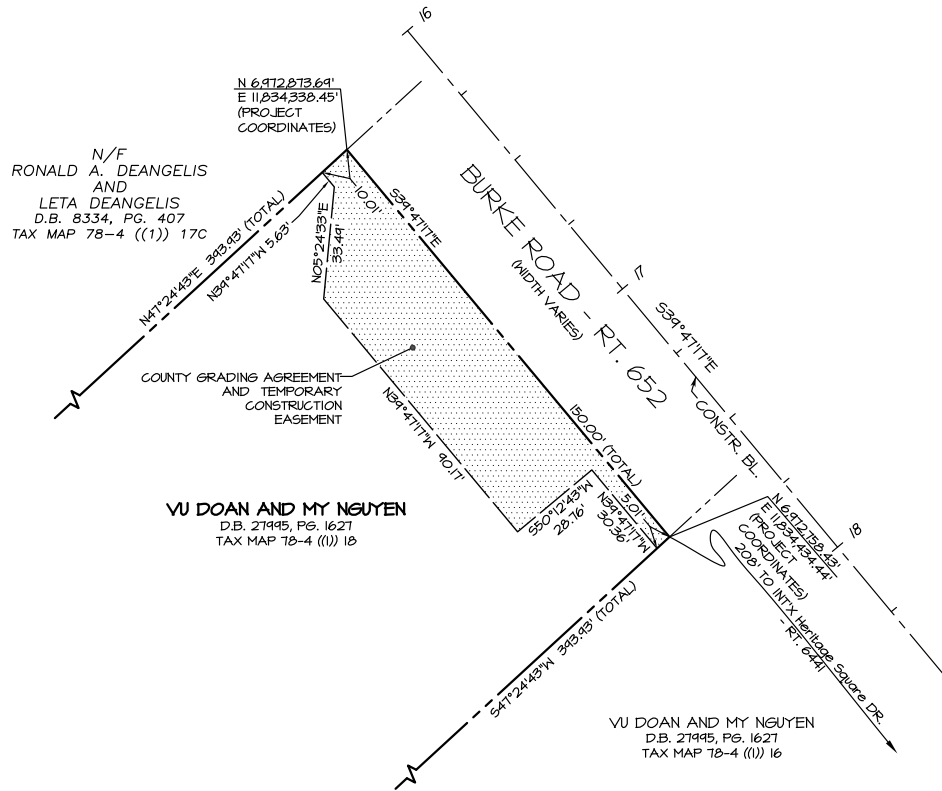 16
N 6,972,873.69'
E 11,834,338.45'
(PROJECT
COORDINATES)
N/F
RONALD A. DEANGELIS
AND
LETA DEANGELIS
D.B. 8334, PG. 407
TAX MAP 78-4 ((1)) 17C
N47°24'43"E 393.93' (TOTAL)
N39°47'17"W 5.63'
10.01'
N05°24'33"E
33.49'
S39°47'17"E
150.00' (TOTAL)
BURKE ROAD - RT. 652
(WIDTH VARIES)
17
S39°47'17"E
CONSTR. BL.
18
COUNTY GRADING AGREEMENT
AND TEMPORARY
CONSTRUCTION
EASEMENT
N39°47'17"W 90.17'
S50°12'43"W
28.76'
N39°47'17"W
30.36'
5.01'
N 6,972,758.43'
E 11,834,434.44'
(PROJECT
COORDINATES)
208' TO INT'X Heritage Square DR.
- RT. 6441
VU DOAN AND MY NGUYEN
D.B. 27995, PG. 1627
TAX MAP 78-4 ((1)) 18
S47°24'43"W 393.93' (TOTAL)
VU DOAN AND MY NGUYEN
D.B. 27995, PG. 1627
TAX MAP 78-4 ((1)) 16